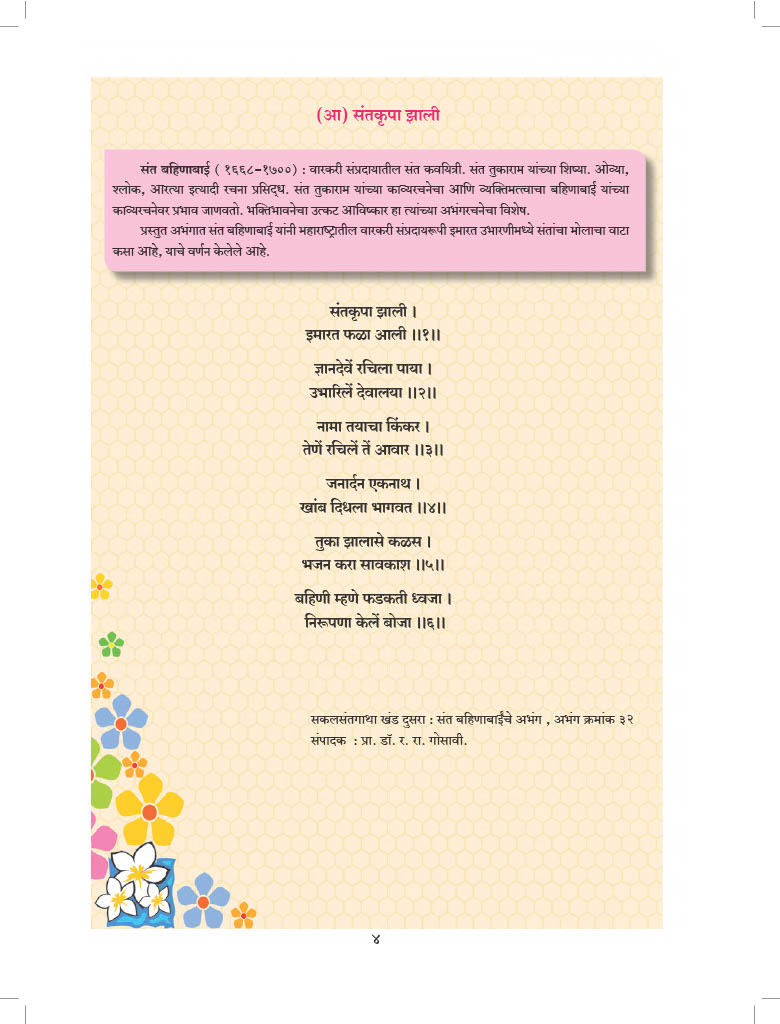 (आ) संतकृपा झाली
संत बहिणाबाई ( १६६८-१७००) : वारकरी संप्रदायातील संत कवयित्री. संत तुकाराम यांच्या शिष्या. ओव्या,
श्लोक, आरत्या इत्यादी रचना प्रसिद्ध. संत तुकाराम यांच्या काव्यरचनेचा आणि व्यक्तिमत्त्वाचा बहिणाबाई यांच्या
काव्यरचनेवर प्रभाव जाणवतो. भक्तिभावनेचा उत्कट आविष्कार हा त्यांच्या अभंगरचनेचा विशेष.
प्रस्तुत अभंगात संत बहिणाबाई यांनी महाराष्ट्रातील वारकरी संप्रदायरूपी इमारत उभारणीमध्ये संतांचा मोलाचा वाटा
कसा आहे, याचे वर्णन केलेले आहे.
संतकृपा झाली ।
इमारत फळा आली ।।१।।
ज्ञानदेवें रचिला पाया ।
उभारिलें देवालया ।।२।।
नामा तयाचा किंकर ।
तेणें रचिलें तें आवार ।।३।।
जनार्दन एकनाथ ।
खांब दिधला भागवत ।।४।।
तुका झालासे कळस ।
भजन करा सावकाश ।।५।।
बहिणी म्हणे फडकती ध्वजा ।
निरूपणा केलें बोजा ।।६।।
सकलसंतगाथा खंड दुसरा : संत बहिणाबाईंचे अभंग , अभंग क्रमांक ३२
संपादक : प्रा. डॉ. र. रा. गोसावी.
४